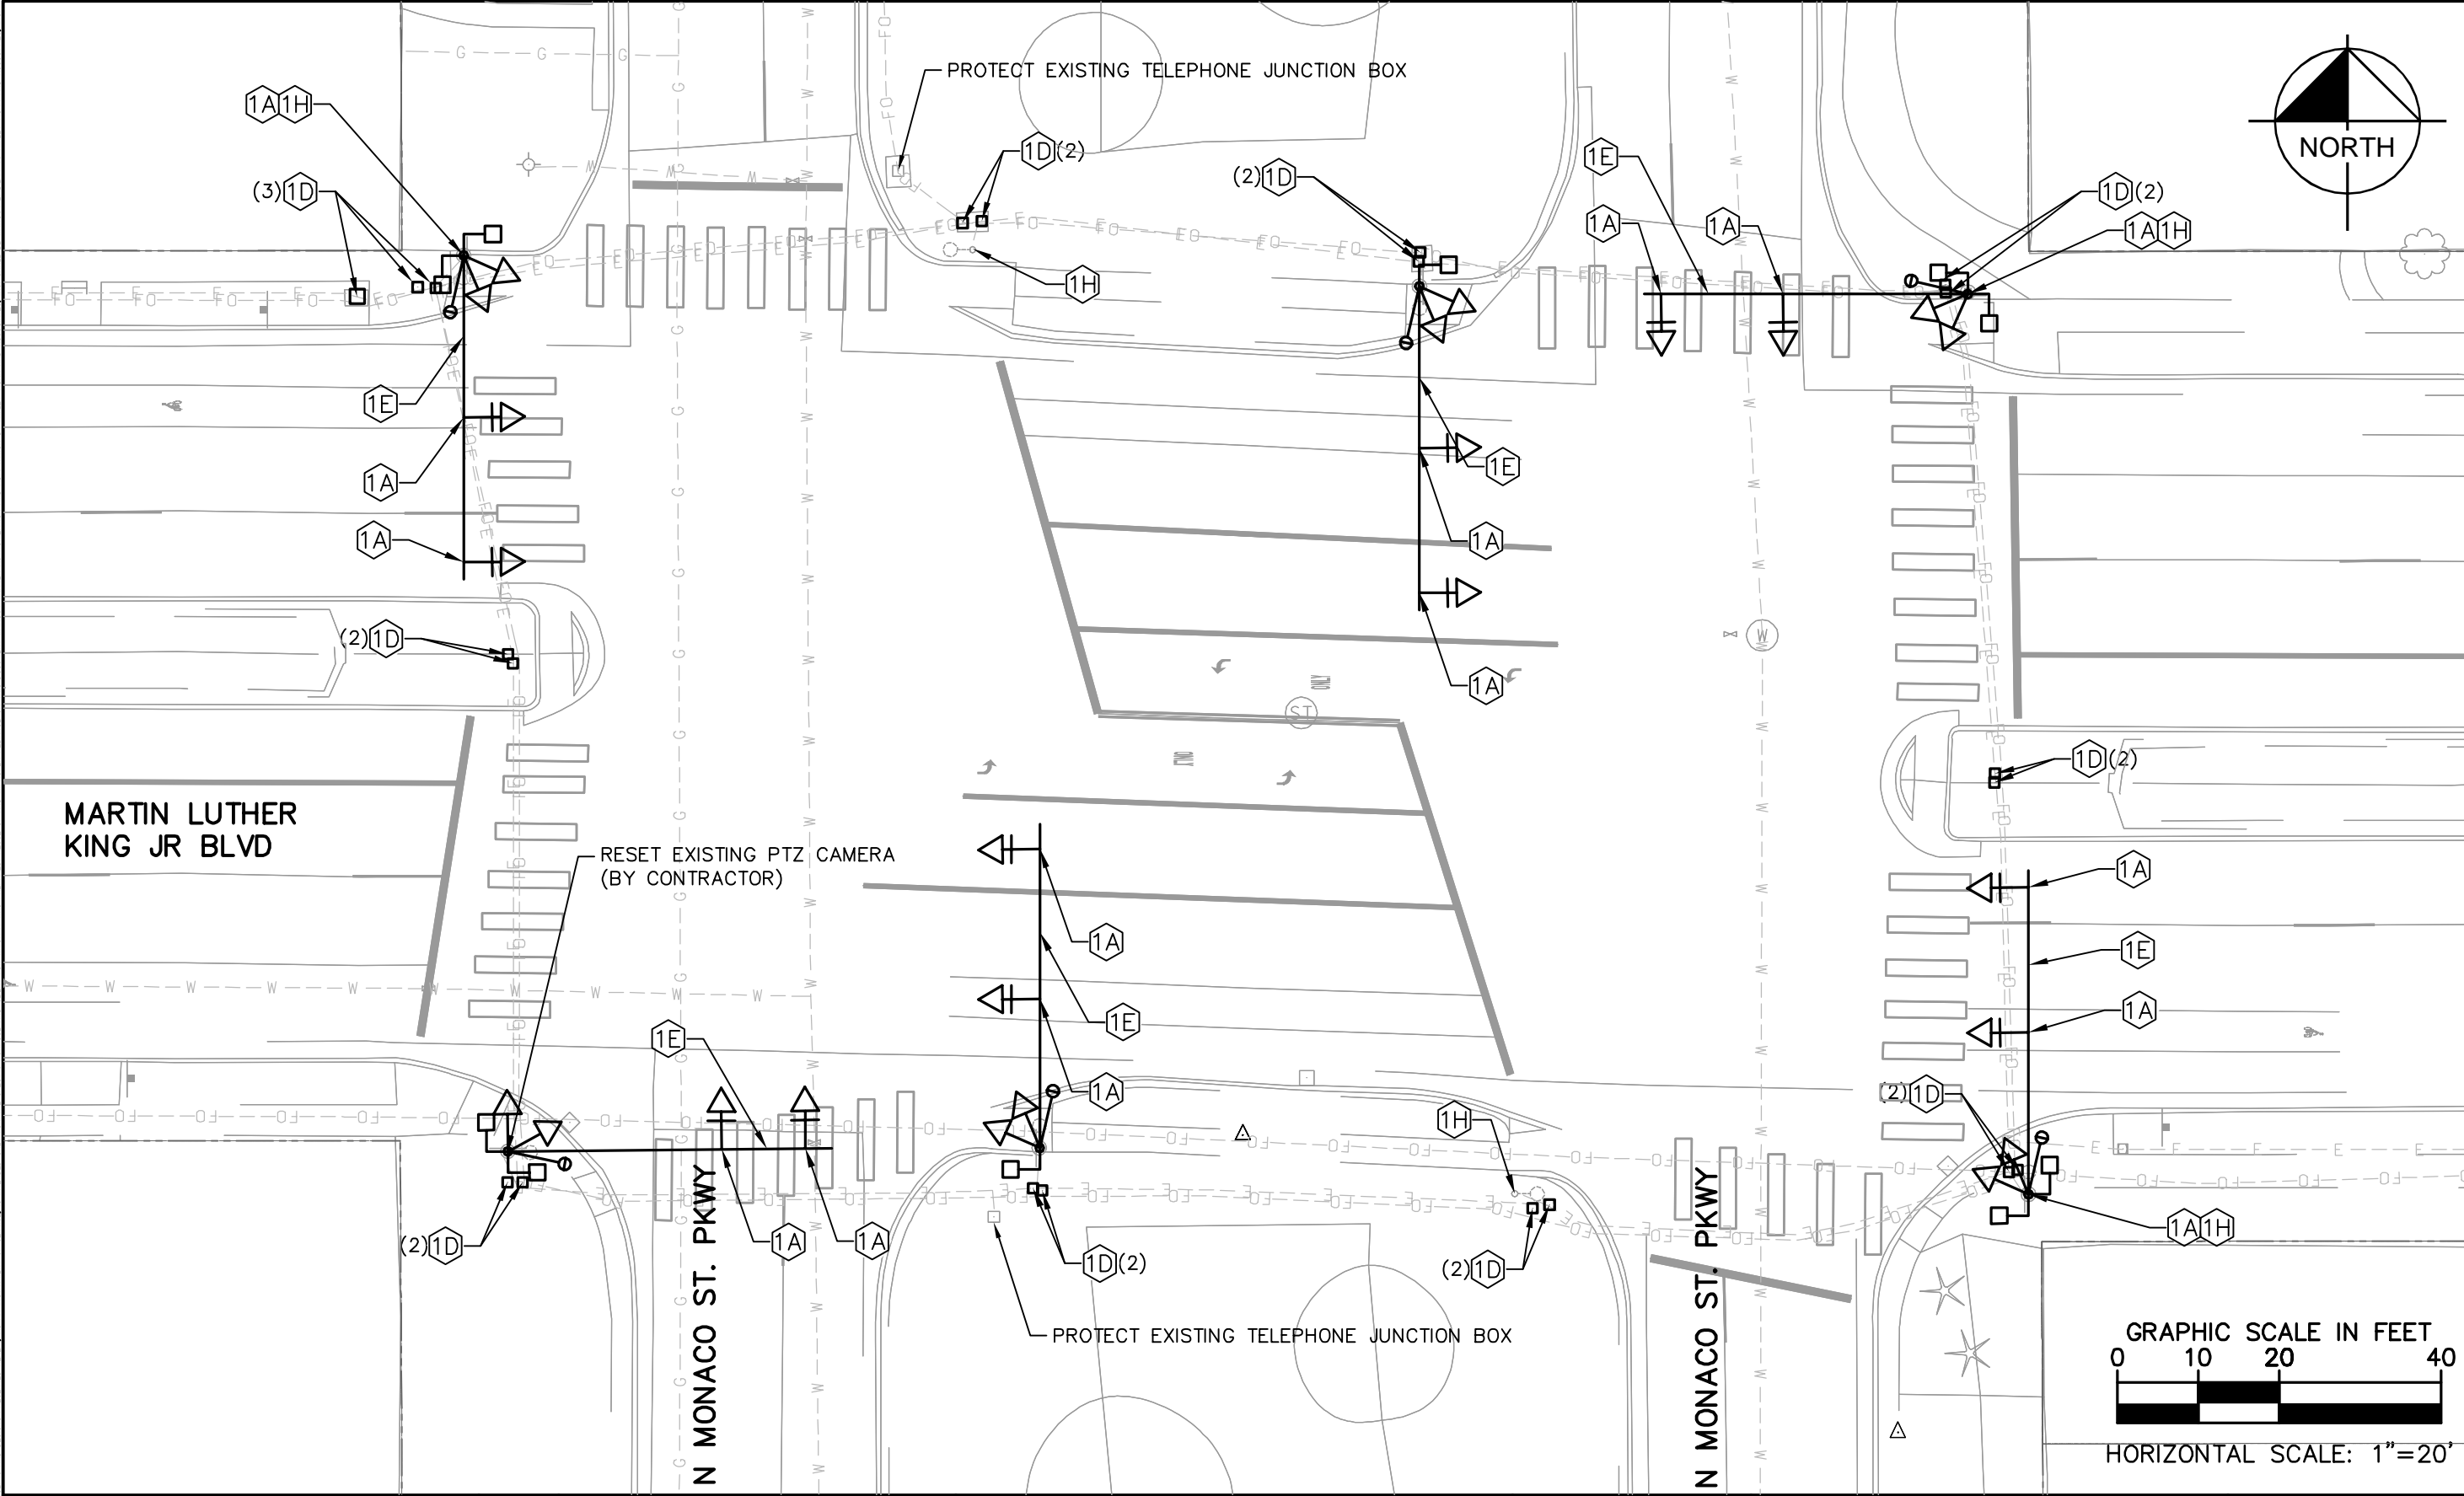 PROTECT EXISTING TELEPHONE JUNCTION BOX
1A 1H
(3) 1D
1D (2)
(2) 1D
1E
1A
1A
1D (2)
1A 1H
NORTH
1H
1E
1A
1A
1E
1A
1A
(2) 1D
W
ONLY
ST
ONLY
1D (2)
MARTIN LUTHER
KING JR BLVD
RESET EXISTING PTZ CAMERA
(BY CONTRACTOR)
1A
1E
1A
1A
1E
1A
1E
1A
1A
(2) 1D
1D (2)
1H
(2) 1D
(2) 1D
1A 1H
PROTECT EXISTING TELEPHONE JUNCTION BOX
N MONACO ST. PKWY
N MONACO ST. PKWY
GRAPHIC SCALE IN FEET
0 10 20 40
HORIZONTAL SCALE: 1"=20'